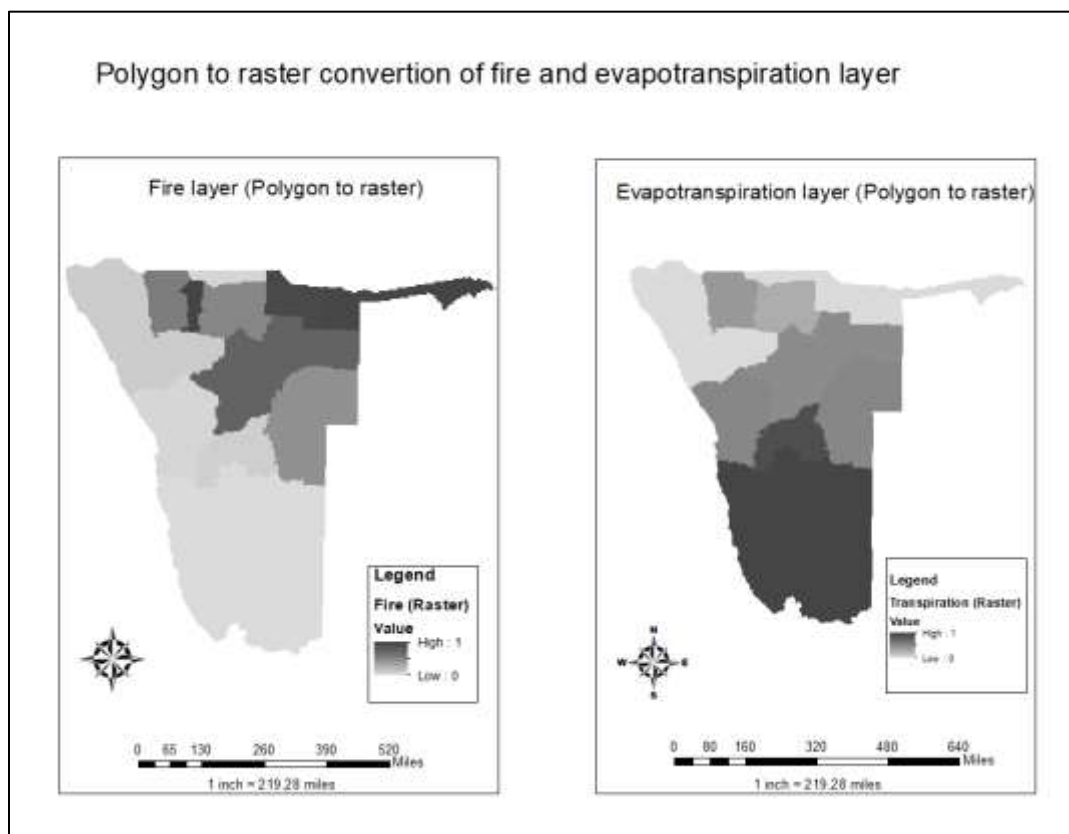 Polygon to raster convertion of fire and evapotranspiration layer
Fire layer (Polygon to raster)
Legend
Fire (Raster)
Value
High : 1
Low : 0
0 65 130 260 390 520
Miles
1 inch = 219.28 miles
Evapotranspiration layer (Polygon to raster)
Legend
Transpiration (Raster)
Value
High : 1
Low : 0
N
W E
S
0 80 160 320 480 640
Miles
1 inch = 219.28 miles